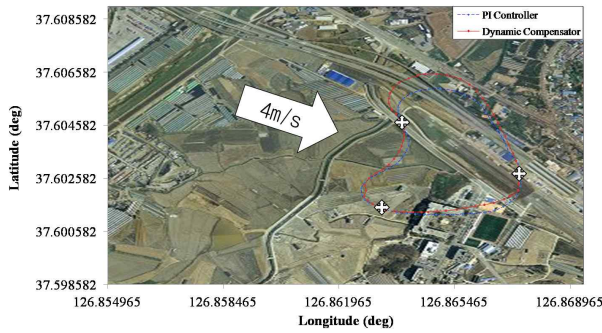 PI Controller
Dynamic Compensator
37.608582
37.606582
37.604582
37.602582
37.600582
37.598582
Latitude (deg)
4m/s
126.854965
126.858465
126.861965
126.865465
126.868965
Longitude (deg)